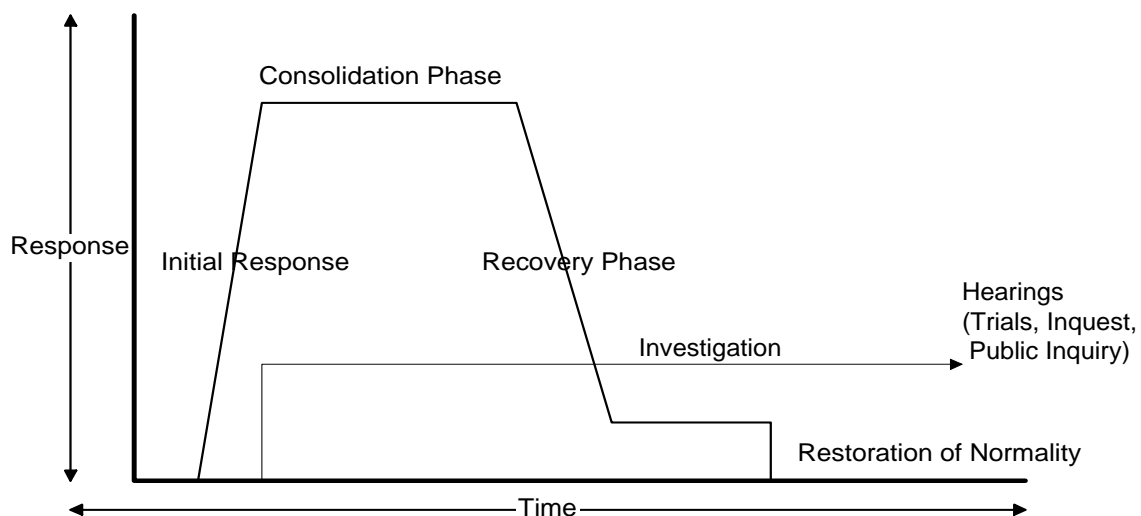 Consolidation Phase
Response
Initial Response
Recovery Phase
Hearings
(Trials, Inquest,
Public Inquiry)
Investigation
Restoration of Normality
Time